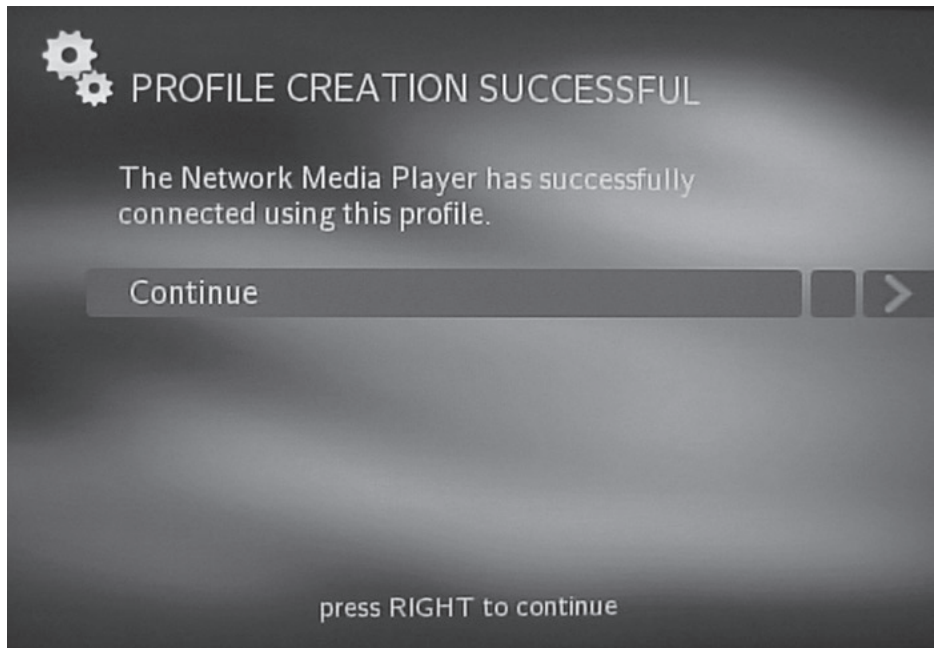 PROFILE CREATION SUCCESSFUL
The Network Media Player has successfully
connected using this profile.
Continue
press RIGHT to continue